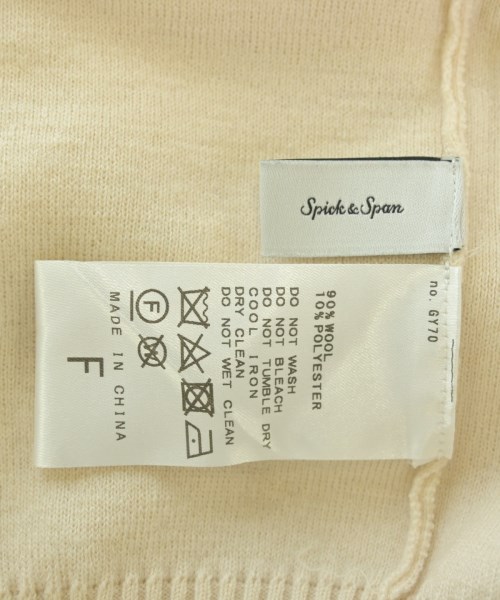 Spick & Span
no. GY70
90% WOOL
10% POLYESTER
DO NOT WASH
DO NOT BLEACH
DO NOT TUMBLE DRY
COOL IRON
DRY CLEAN
DO NOT WET CLEAN
F
MADE IN CHINA
F